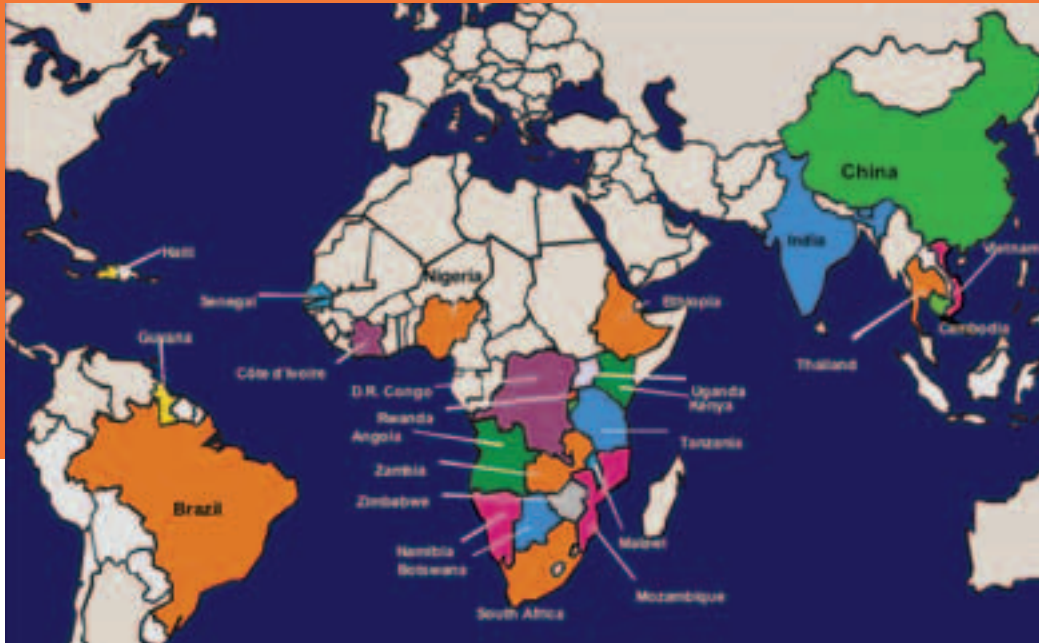 China
India
Vietnam
Haiti
Nigeria
Senegal
Ethiopia
Guyana
Cambodia
Thailand
Côte d'Ivoire
D.R. Congo
Uganda
Kenya
Rwanda
Angola
Tanzania
Zambia
Zimbabwe
Brazil
Namibia
Malawi
Botswana
Mozambique
South Africa